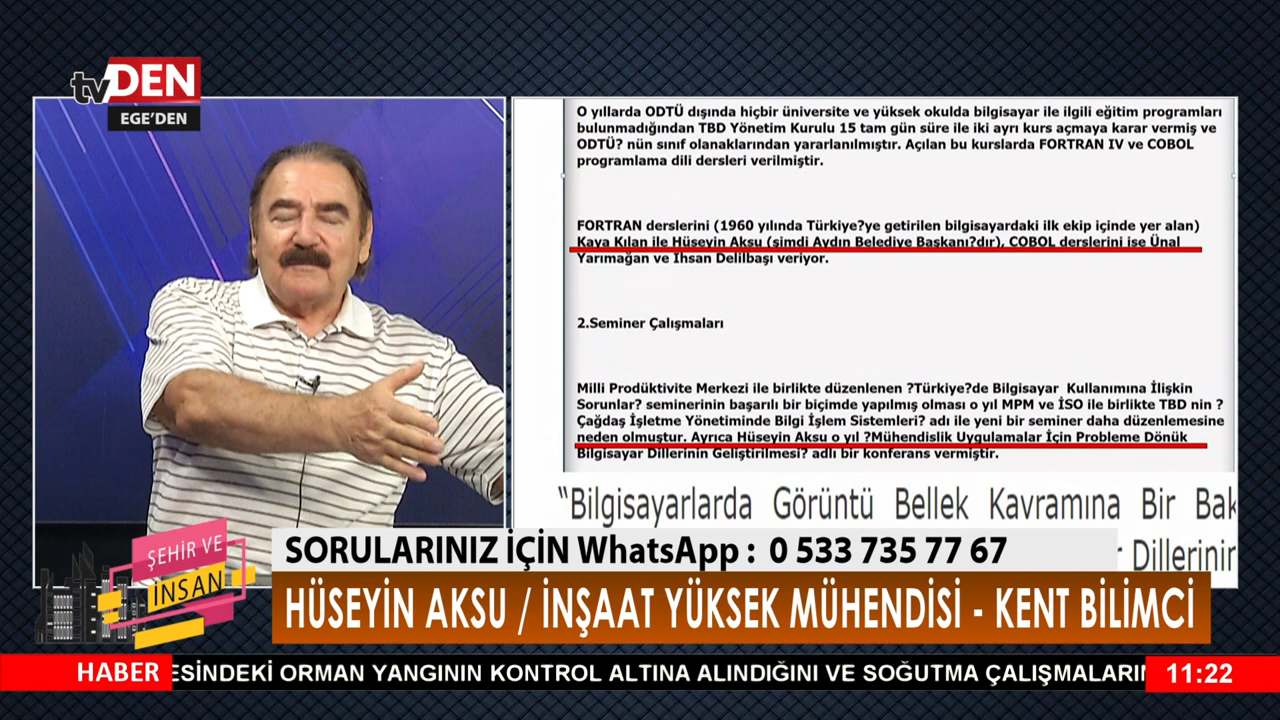 tvDEN
EGE'DEN
O yıllarda ODTÜ dışında hiçbir üniversite ve yüksek okulda bilgisayar ile ilgili eğitim programları
bulunmadığından TBD Yönetim Kurulu 15 tam gün süre ile iki ayrı kurs açmaya karar vermiş ve
ODTÜ? nün sınıf olanaklarından yararlanılmıştır. Açılan bu kurslarda FORTRAN IV ve COBOL
programlama dili dersleri verilmiştir.
FORTRAN derslerini (1960 yılında Türkiye?ye getirilen bilgisayardaki ilk ekip içinde yer alan)
Kaya Kılan ile Hüseyin Aksu (şimdi Aydın Belediye Başkanı?dır), COBOL derslerini ise Ünal
Yarımağan ve İhsan Delilbaşı veriyor.
2.Seminer Çalışmaları
Milli Prodüktivite Merkezi ile birlikte düzenlenen ?Türkiye?de Bilgisayar Kullanımına İlişkin
Sorunlar? seminerinin başarılı bir biçimde yapılmış olması o yıl MPM ve İSO ile birlikte TBD nin ?
Çağdaş İşletme Yönetiminde Bilgi İşlem Sistemleri? adı ile yeni bir seminer daha düzenlemesine
neden olmuştur. Ayrıca Hüseyin Aksu o yıl ?Mühendislik Uygulamalar İçin Probleme Dönük
Bilgisayar Dillerinin Geliştirilmesi? adlı bir konferans vermiştir.
"Bilgisayarlarda Görüntü Bellek Kavramına Bir Bak
Dillerinin
ŞEHİR VE
İNSAN
SORULARINIZ İÇİN WhatsApp : 0 533 735 77 67
HÜSEYİN AKSU / İNŞAAT YÜKSEK MÜHENDİSİ - KENT BİLİMCİ
HABER ESİNDEKİ ORMAN YANGININ KONTROL ALTINA ALINDIĞINI VE SOĞUTMA ÇALIŞMALARIN 11:22